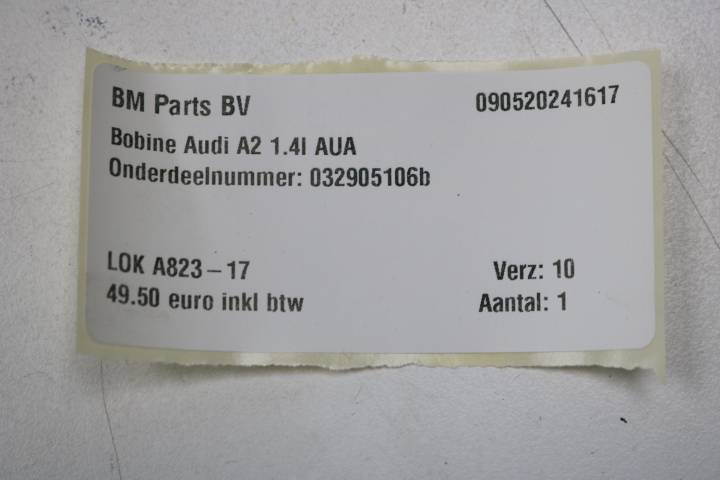 BM Parts BV 090520241617
Bobine Audi A2 1.4l AUA
Onderdeelnummer: 032905106b
LOK A823-17 Verz: 10
49.50 euro inkl btw Aantal: 1